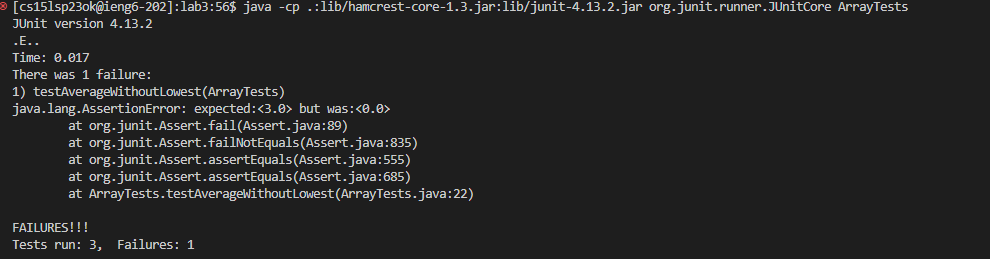 [cs15lsp23ok@ieng6-202]:lab3:56$ java -cp .:lib/hamcrest-core-1.3.jar:lib/junit-4.13.2.jar org.junit.runner.JUnitCore ArrayTests
JUnit version 4.13.2
.E..
Time: 0.017
There was 1 failure:
1) testAverageWithoutLowest(ArrayTests)
java.lang.AssertionError: expected:<3.0> but was:<0.0>
        at org.junit.Assert.fail(Assert.java:89)
        at org.junit.Assert.failNotEquals(Assert.java:835)
        at org.junit.Assert.assertEquals(Assert.java:555)
        at org.junit.Assert.assertEquals(Assert.java:685)
        at ArrayTests.testAverageWithoutLowest(ArrayTests.java:22)
FAILURES!!!
Tests run: 3,  Failures: 1